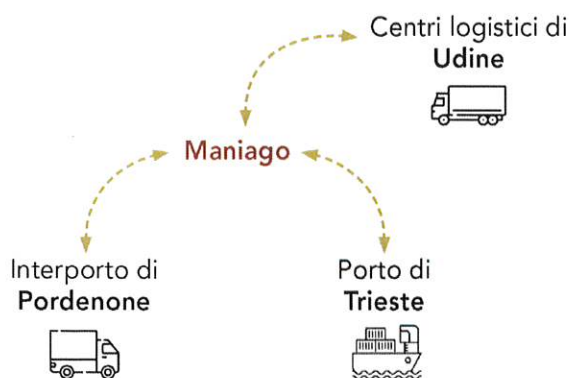 Centri logistici di
Udine
Maniago
Interporto di
Pordenone
Porto di
Trieste